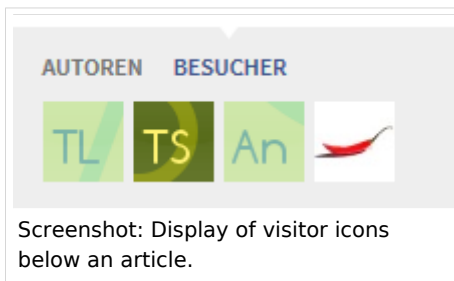 AUTOREN BESUCHER
TL TS An
Screenshot: Display of visitor icons
below an article.